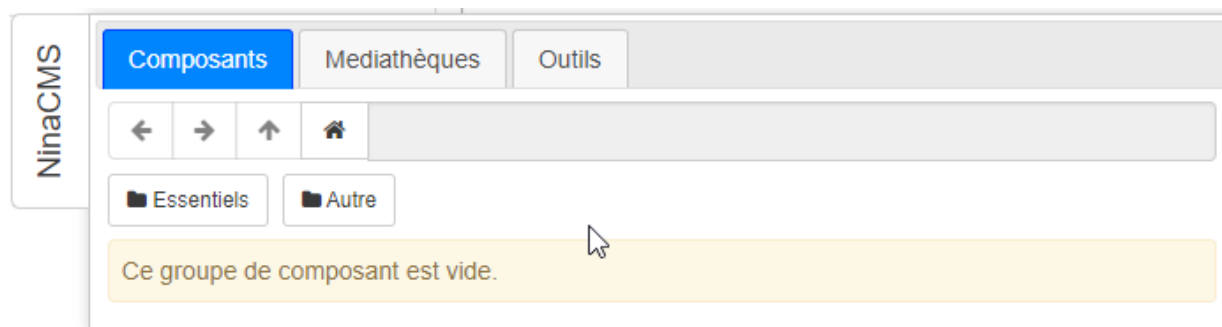 NinaCMS
Composants Mediathèques Outils
Essentiels Autre
Ce groupe de composant est vide.